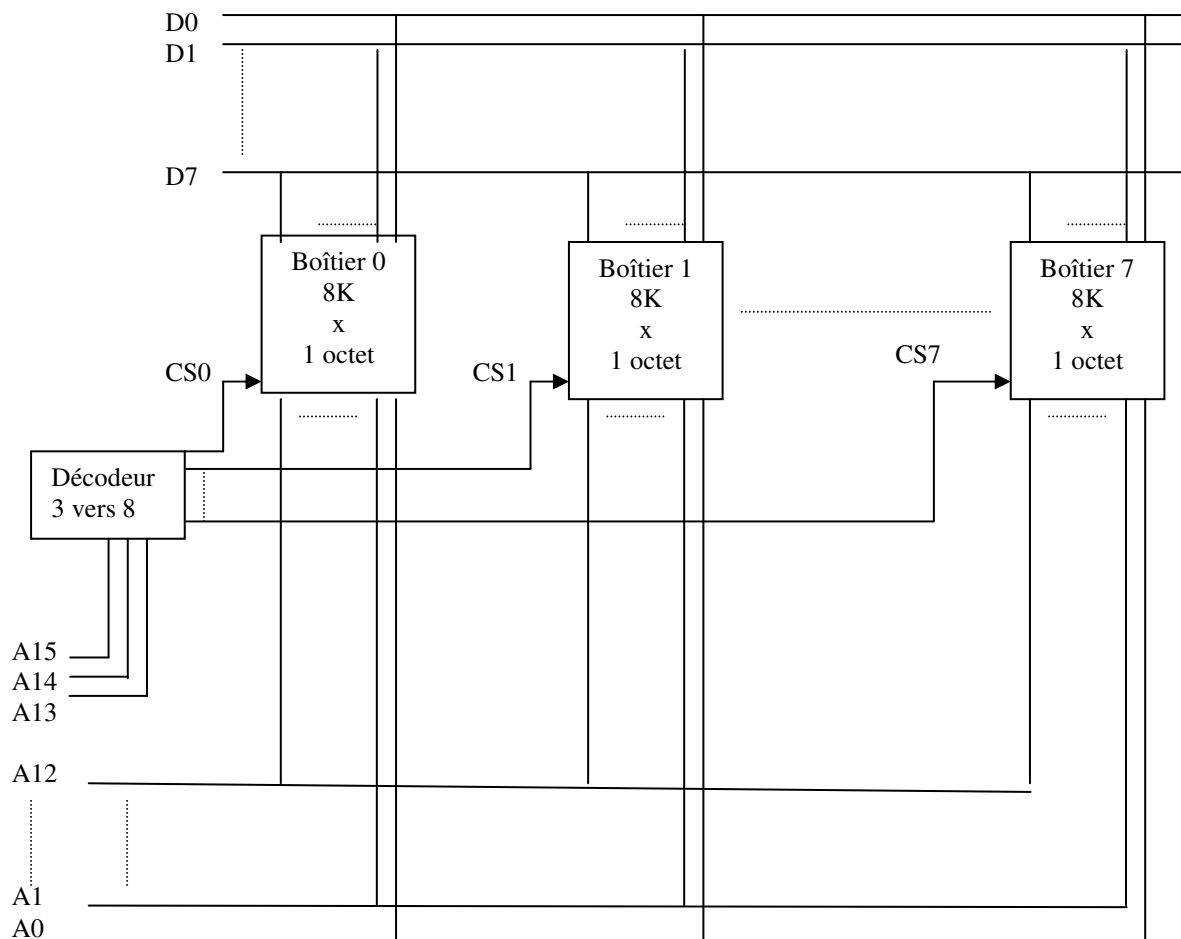 D0
D1
D7
Boîtier 0
8K
x
1 octet
Boîtier 1
8K
x
1 octet
Boîtier 7
8K
x
1 octet
CS0
CS1
CS7
Décodeur
3 vers 8
A15
A14
A13
A12
A1
A0